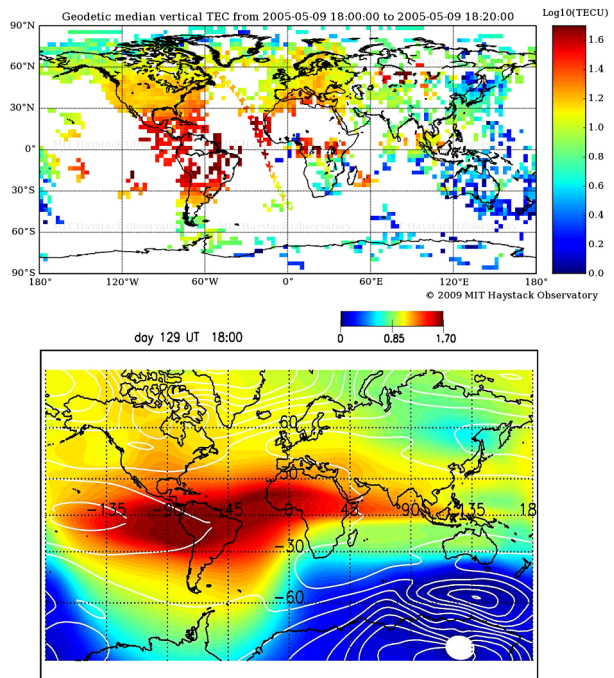 Geodetic median vertical TEC from 2005-05-09 18:00:00 to 2005-05-09 18:20:00
Log10(TECU)
90°N
60°N
30°N
0°
30°S
60°S
90°S
180° 120°W 60°W 0° 60°E 120°E 180°
1.6
1.4
1.2
1.0
0.8
0.6
0.4
0.2
0.0
© 2009 MIT Haystack Observatory
day 129 UT 18:00
0 0.85 1.70
60
30
-135 -90 -45 0 45 90 135 18
-30
-60